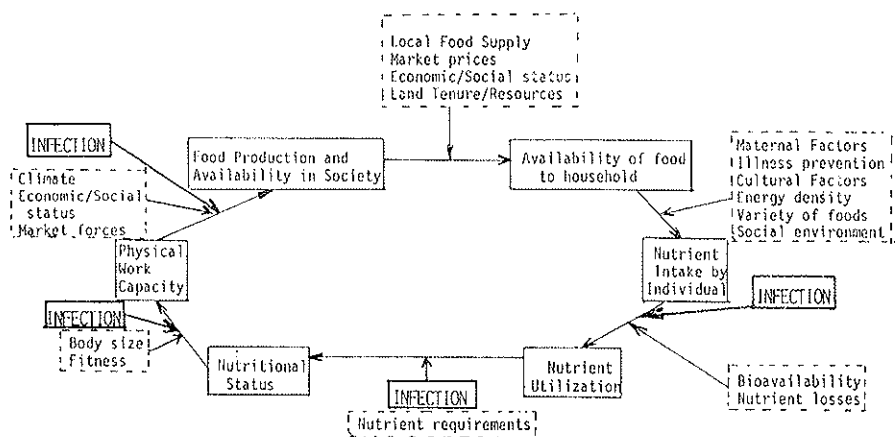 Local Food Supply
Market prices
Economic/Social status
Land Tenure/Resources
INFECTION
Food Production and
Availability in Society
Availability of food
to household
Maternal Factors
Illness prevention
Cultural Factors
Energy density
Variety of foods
Social environment
Climate
Economic/Social
status
Market forces
Physical
Work
Capacity
Nutrient
Intake by
Individual
INFECTION
INFECTION
Body size
Fitness
Nutritional
Status
INFECTION
Nutrient requirements
Nutrient
Utilization
Bioavailability
Nutrient losses